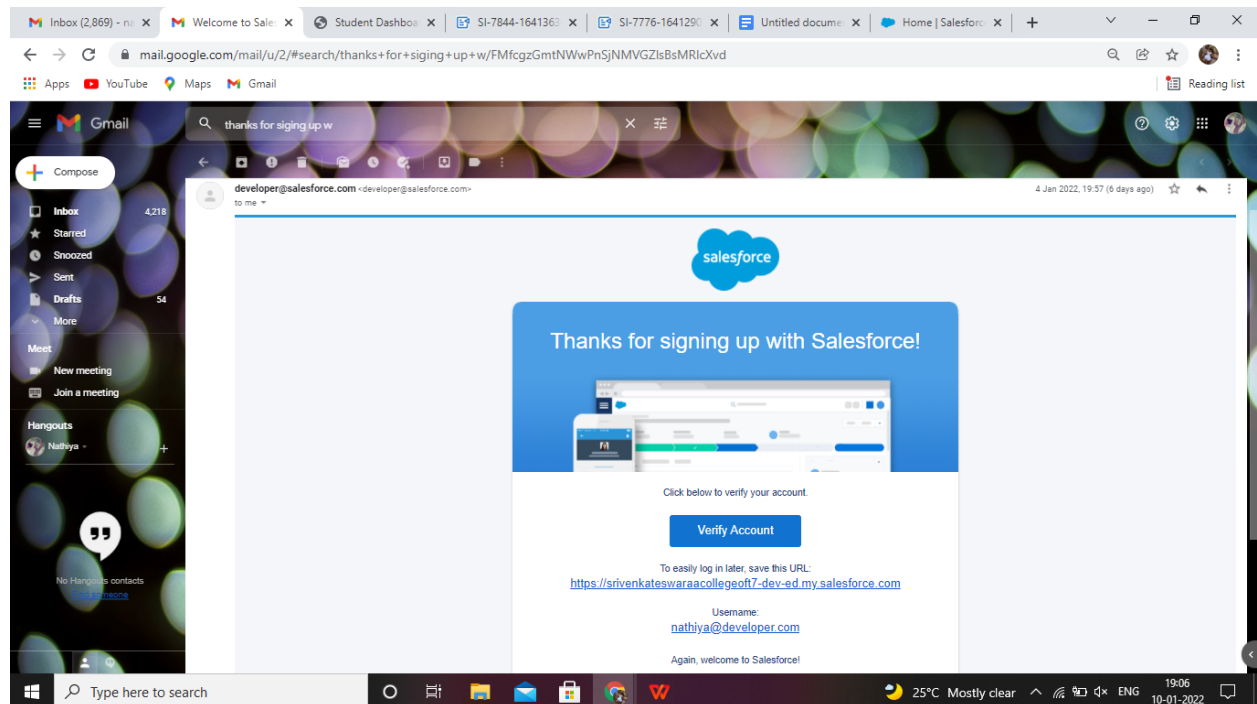 Inbox (2,869) - na
Welcome to Sale
Student Dashboa
SI-7844-1641363
SI-7776-1641290
Untitled docume
Home | Salesforc
mail.google.com/mail/u/2/#search/thanks+for+siging+up+w/FMfcgzGmtNWwPnSjNMVGZlsBsMRlcXvd
Apps YouTube Maps Gmail
Reading list
Gmail
thanks for siging up w
Compose
developer@salesforce.com <developer@salesforce.com>
4 Jan 2022, 19:57 (6 days ago)
to me
Inbox 4,218
Starred
Snoozed
Sent
Drafts 54
More
Meet
New meeting
Join a meeting
Hangouts
Nathiya
No Hangouts contacts
Find someone
salesforce
Thanks for signing up with Salesforce!
Click below to verify your account.
Verify Account
To easily log in later, save this URL:
https://srivenkateswaraacollegeoft7-dev-ed.my.salesforce.com
Username:
nathiya@developer.com
Again, welcome to Salesforce!
Type here to search
25°C Mostly clear
ENG
19:06
10-01-2022